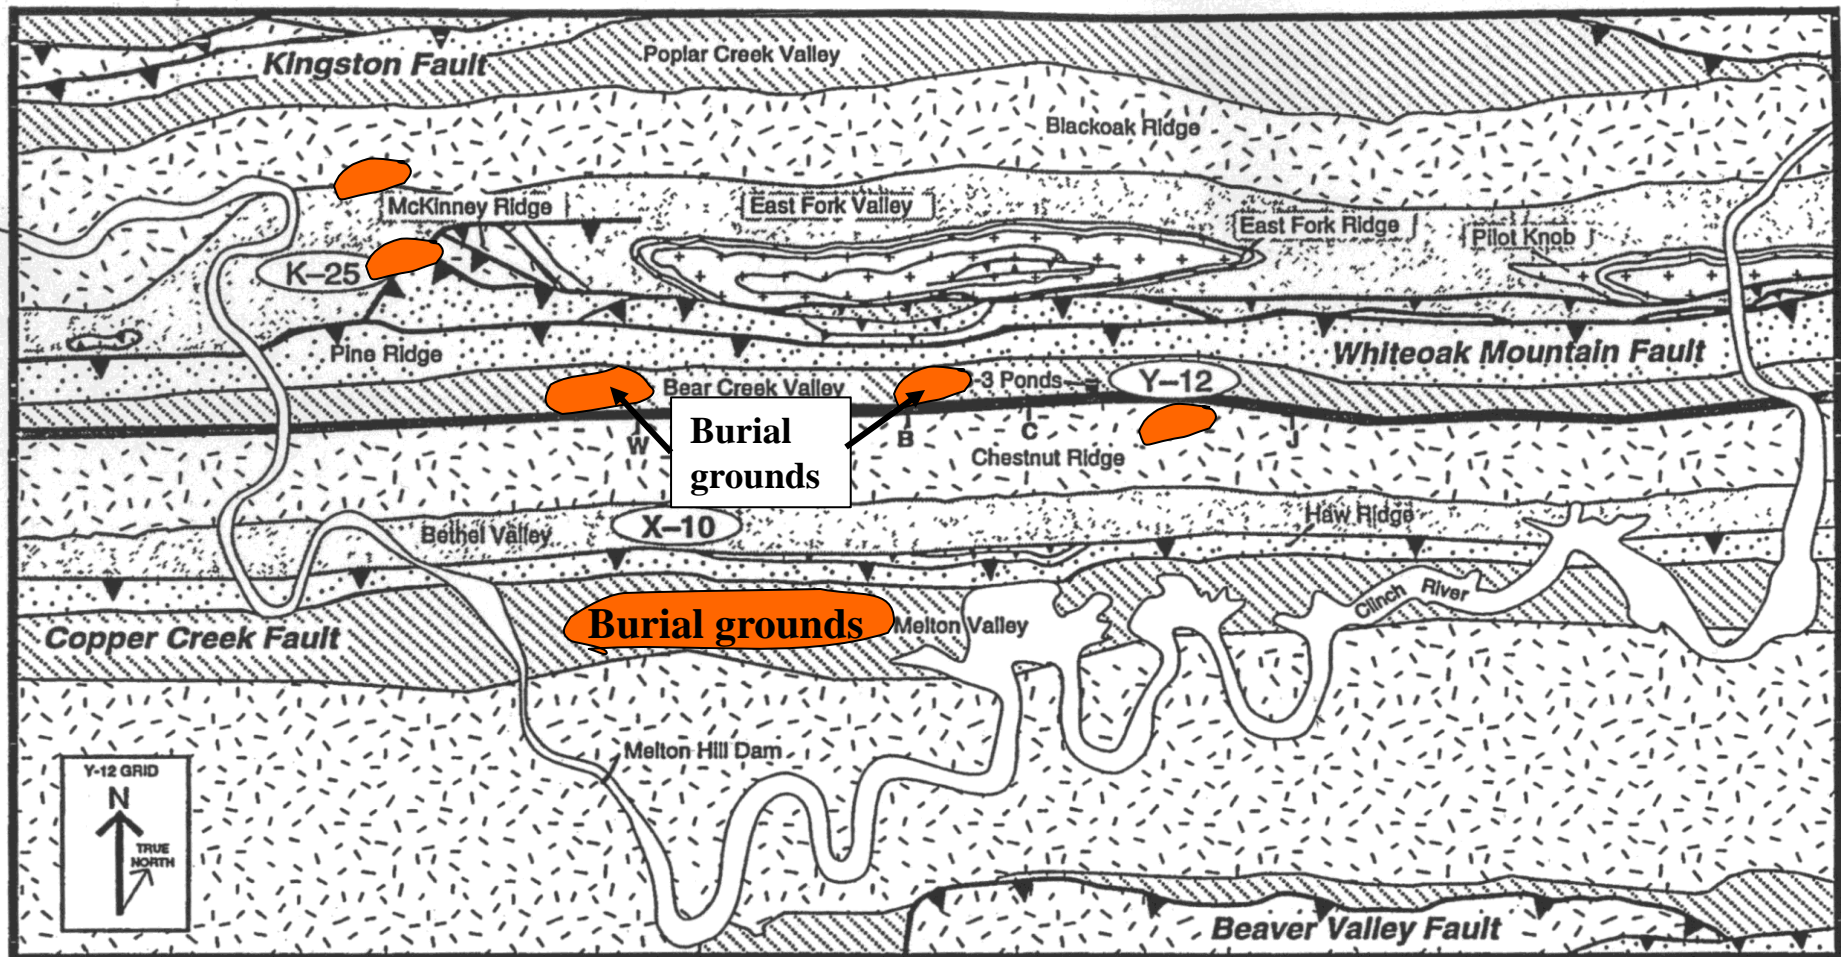 Kingston Fault
Poplar Creek Valley
Blackoak Ridge
McKinney Ridge
East Fork Valley
East Fork Ridge
Pilot Knob
K–25
Pine Ridge
Whiteoak Mountain Fault
Bear Creek Valley
3 Ponds
Y–12
Burial
grounds
W
B
C
J
Chestnut Ridge
Bethel Valley
X–10
Haw Ridge
Clinch River
Burial grounds
Melton Valley
Copper Creek Fault
Melton Hill Dam
Y-12 GRID
N
TRUE
NORTH
Beaver Valley Fault